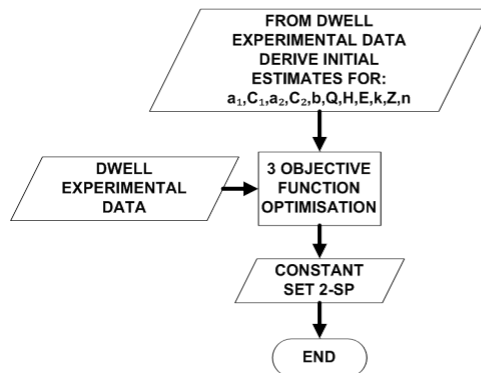 FROM DWELL
EXPERIMENTAL DATA
DERIVE INITIAL
ESTIMATES FOR:
a₁,C₁,a₂,C₂,b,Q,H,E,k,Z,n
DWELL
EXPERIMENTAL
DATA
3 OBJECTIVE
FUNCTION
OPTIMISATION
CONSTANT
SET 2-SP
END